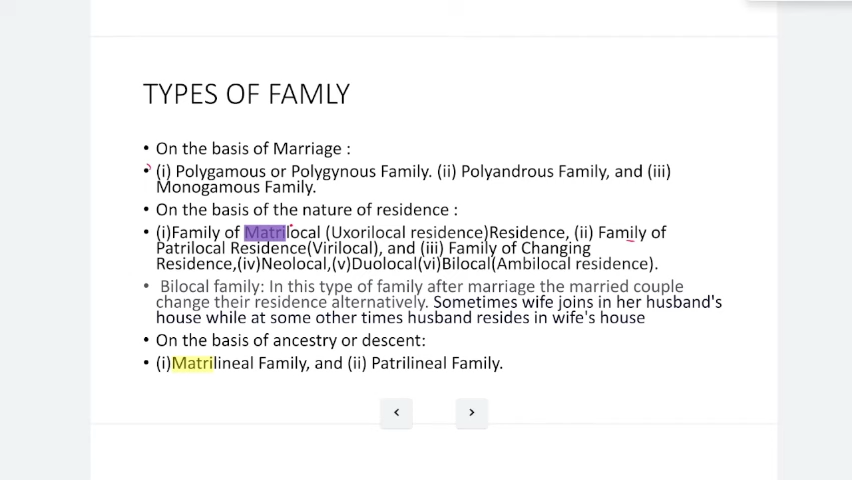 TYPES OF FAMLY
• On the basis of Marriage :
• (i) Polygamous or Polygynous Family. (ii) Polyandrous Family, and (iii)
Monogamous Family.
• On the basis of the nature of residence :
• (i)Family of Matrilocal (Uxorilocal residence)Residence, (ii) Family of
Patrilocal Residence(Virilocal), and (iii) Family of Changing
Residence,(iv)Neolocal,(v)Duolocal(vi)Bilocal(Ambilocal residence).
• Bilocal family: In this type of family after marriage the married couple
change their residence alternatively. Sometimes wife joins in her husband's
house while at some other times husband resides in wife's house
• On the basis of ancestry or descent:
• (i)Matrilineal Family, and (ii) Patrilineal Family.